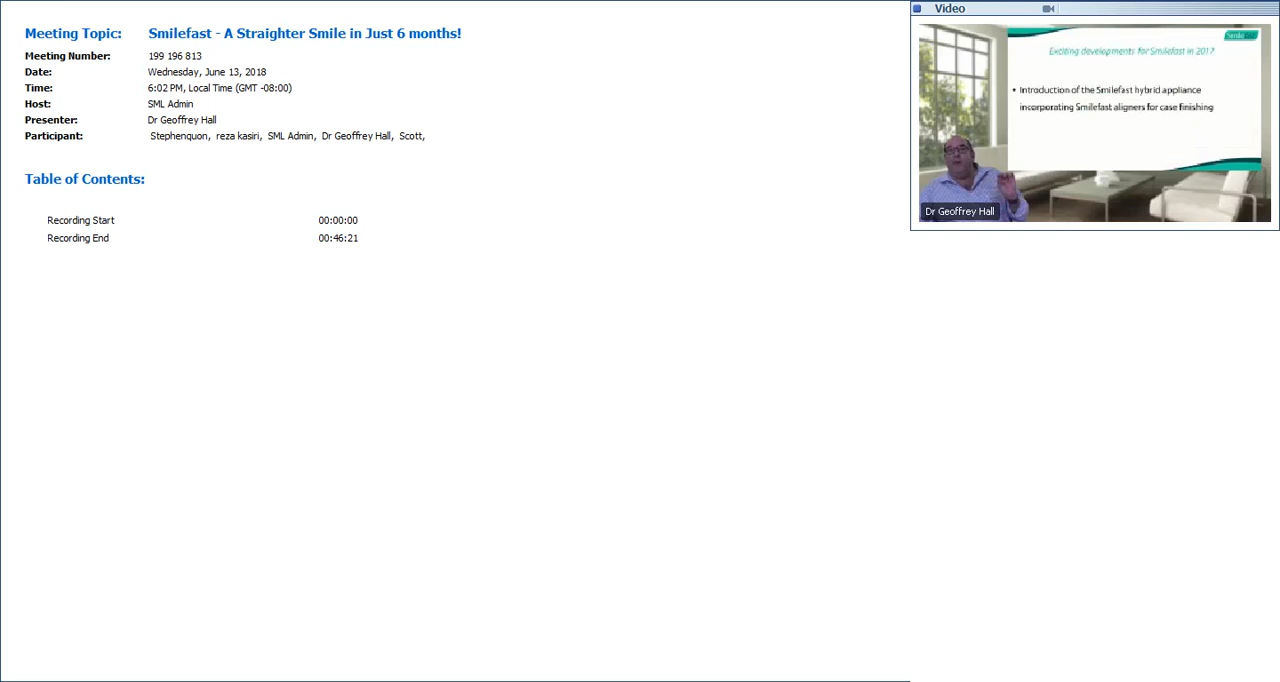 Meeting Topic: Smilefast - A Straighter Smile in Just 6 months!
Meeting Number: 199 196 813
Date: Wednesday, June 13, 2018
Time: 6:02 PM, Local Time (GMT -08:00)
Host: SML Admin
Presenter: Dr Geoffrey Hall
Participant: Stephenquon, reza kasiri, SML Admin, Dr Geoffrey Hall, Scott,
Table of Contents:
Recording Start 00:00:00
Recording End 00:46:21
Video
Exciting developments for Smilefast in 2017
• Introduction of the Smilefast hybrid appliance
incorporating Smilefast aligners for case finishing
Dr Geoffrey Hall